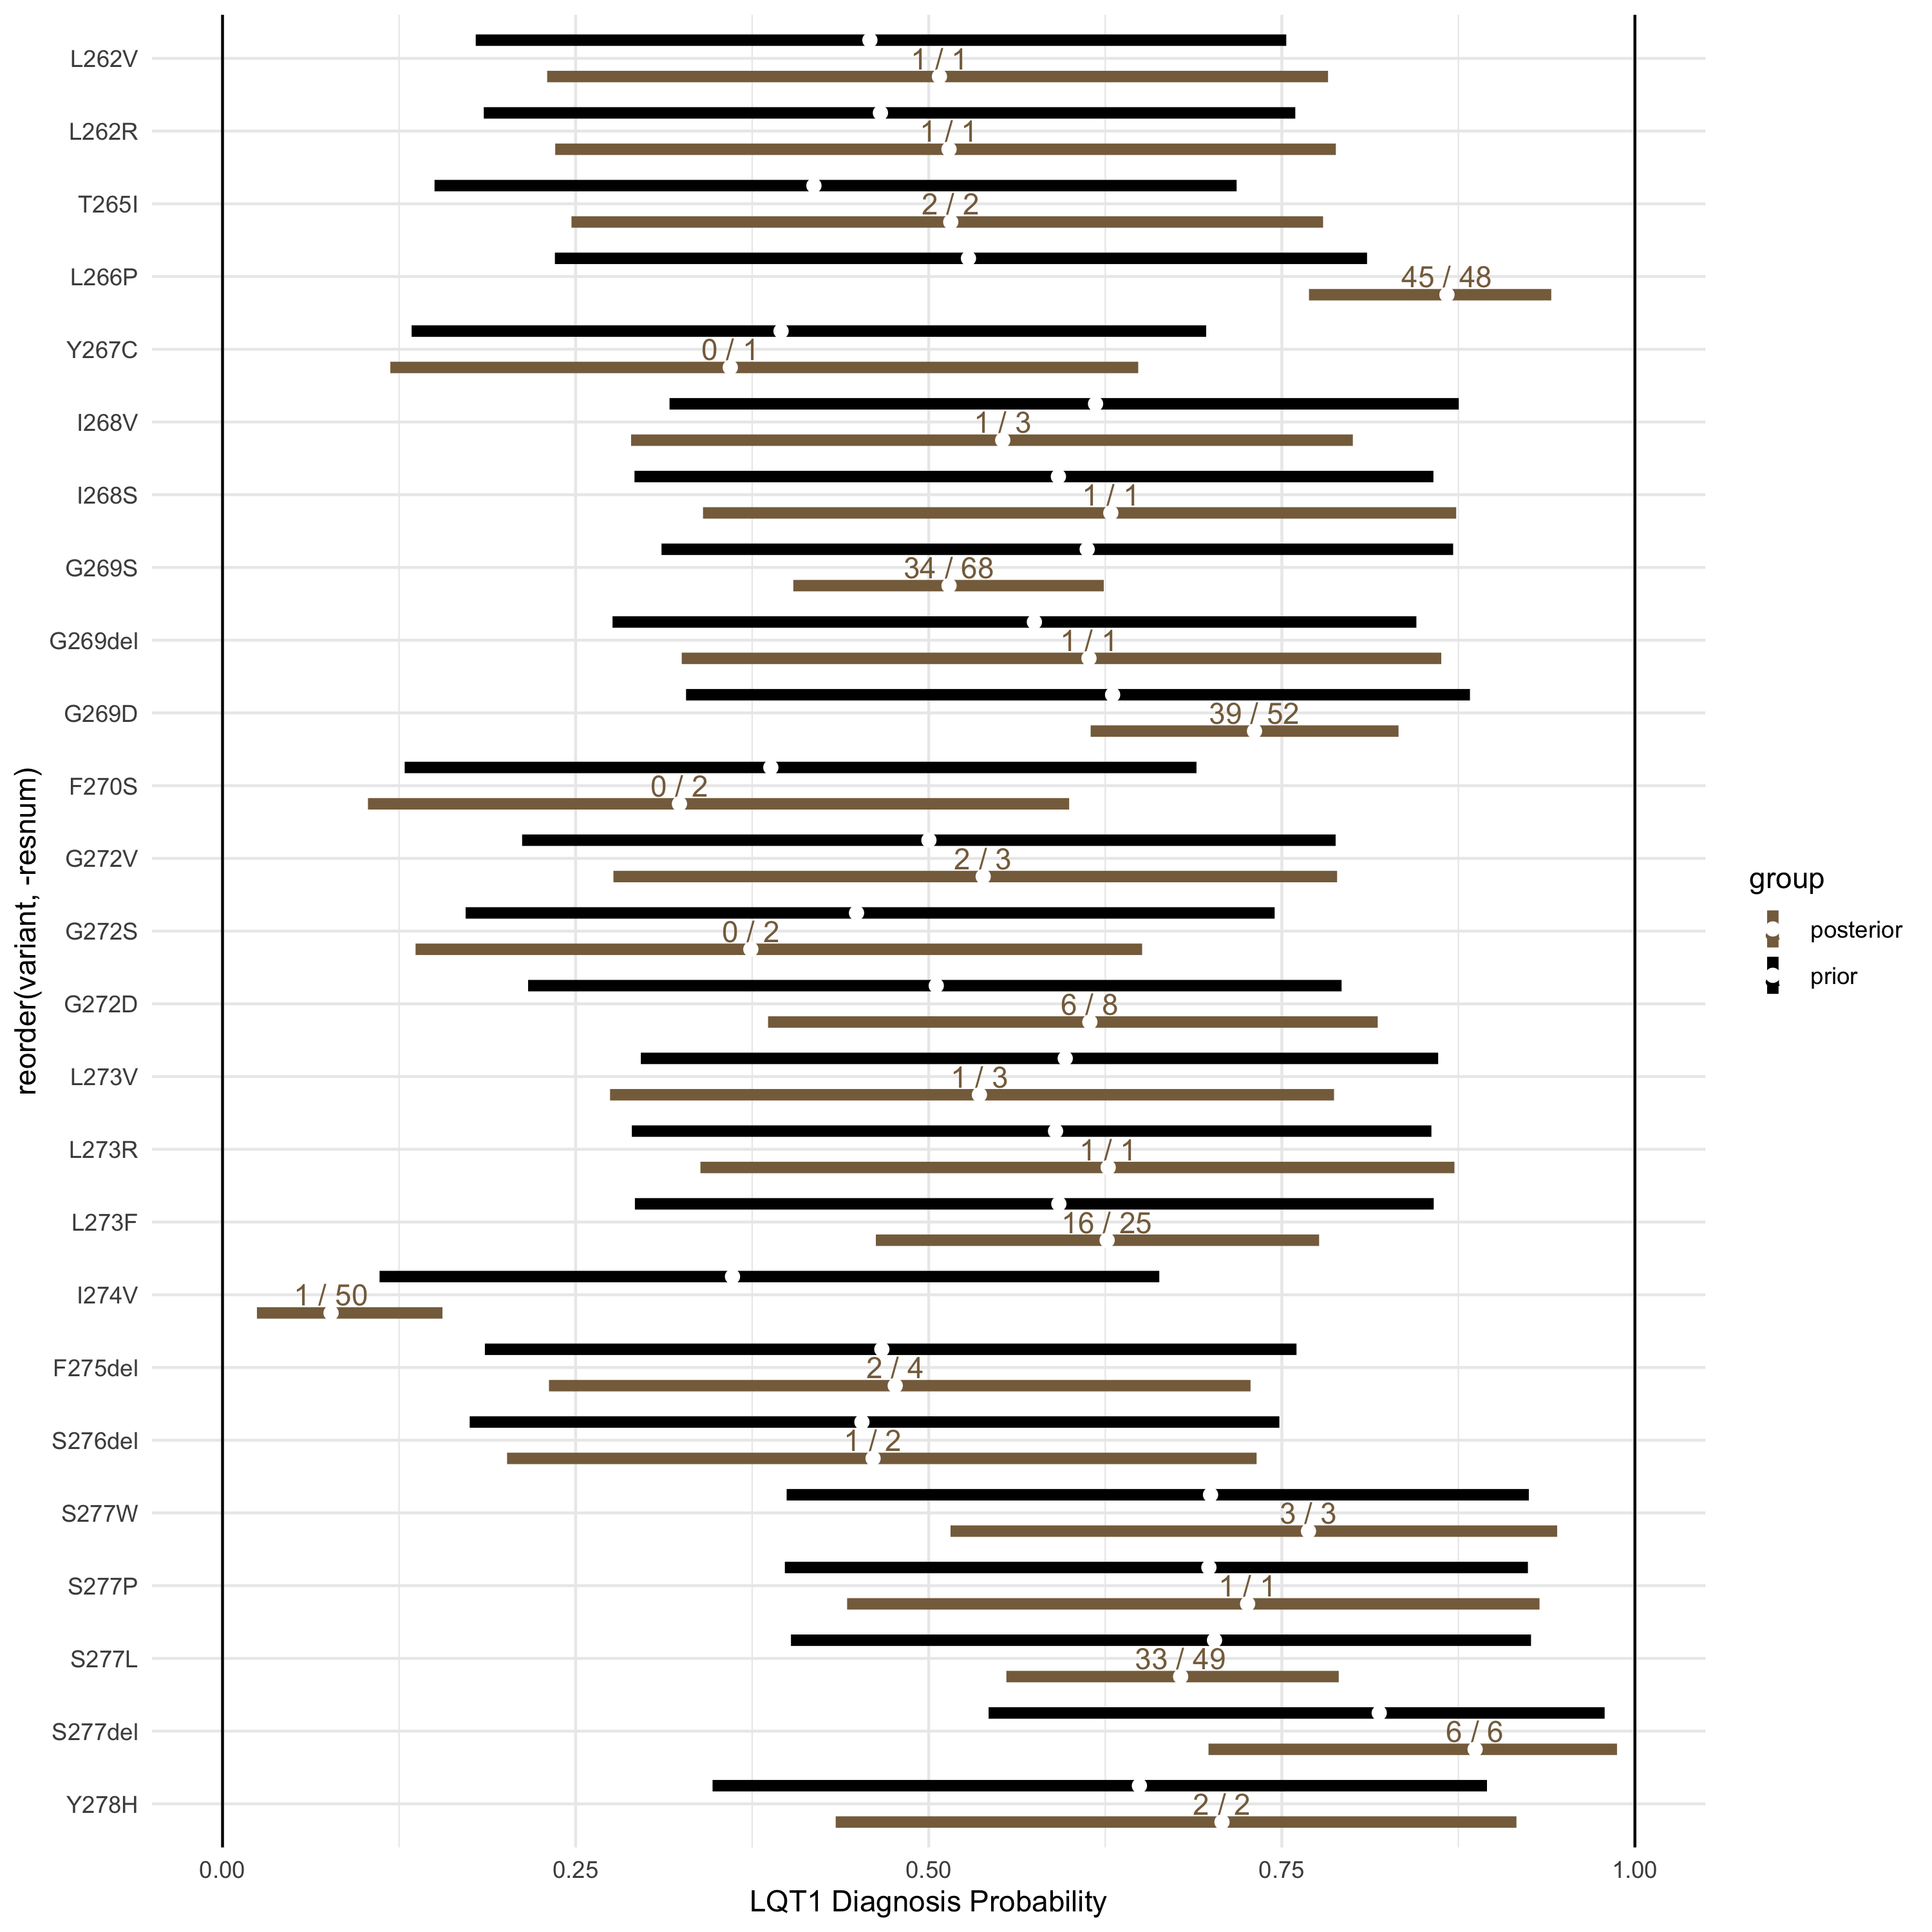 L262V
1 / 1
L262R
1 / 1
T265I
2 / 2
L266P
45 / 48
Y267C
0 / 1
I268V
1 / 3
I268S
1 / 1
G269S
34 / 68
G269del
1 / 1
G269D
39 / 52
F270S
0 / 2
G272V
2 / 3
G272S
0 / 2
G272D
6 / 8
L273V
1 / 3
L273R
1 / 1
L273F
16 / 25
I274V
1 / 50
F275del
2 / 4
S276del
1 / 2
S277W
3 / 3
S277P
1 / 1
S277L
33 / 49
S277del
6 / 6
Y278H
2 / 2
0.00 0.25 0.50 0.75 1.00
LQT1 Diagnosis Probability
reorder(variant, -resnum)
group
posterior
prior